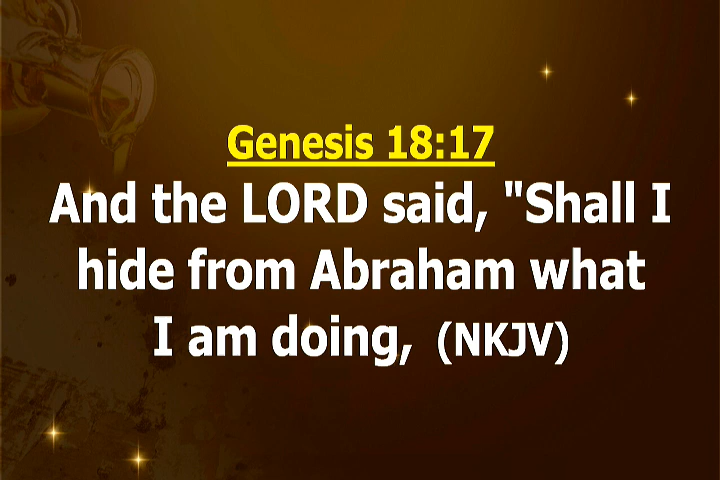 Genesis 18:17
And the LORD said, "Shall I
hide from Abraham what
I am doing, (NKJV)